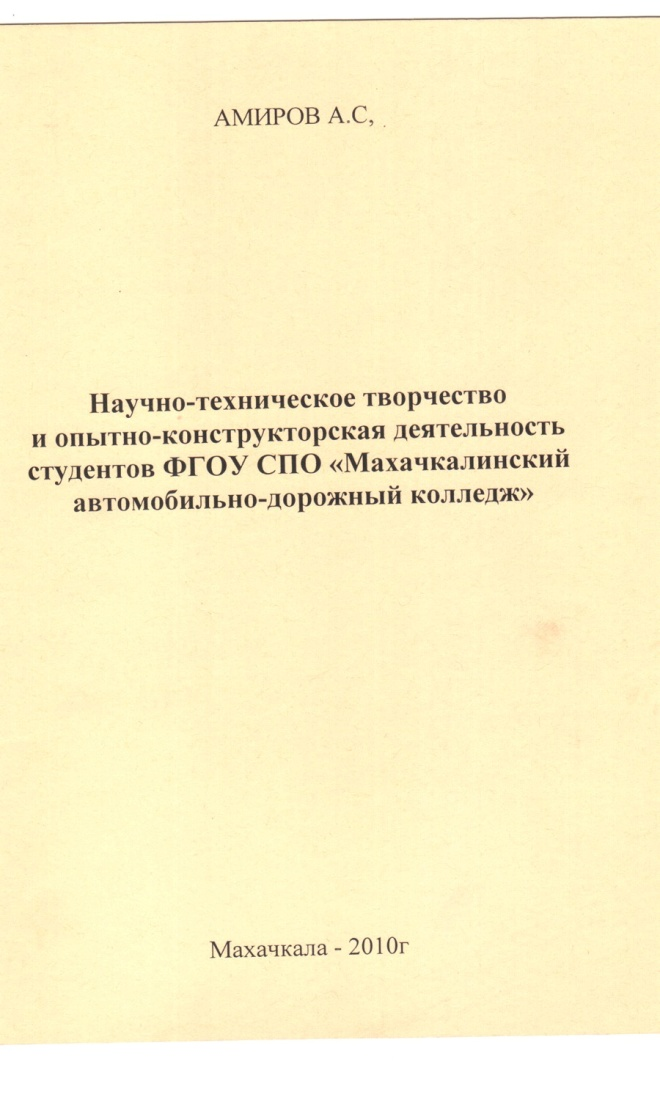 АМИРОВ А.С,
Научно-техническое творчество
и опытно-конструкторская деятельность
студентов ФГОУ СПО «Махачкалинский
автомобильно-дорожный колледж»
Махачкала - 2010г